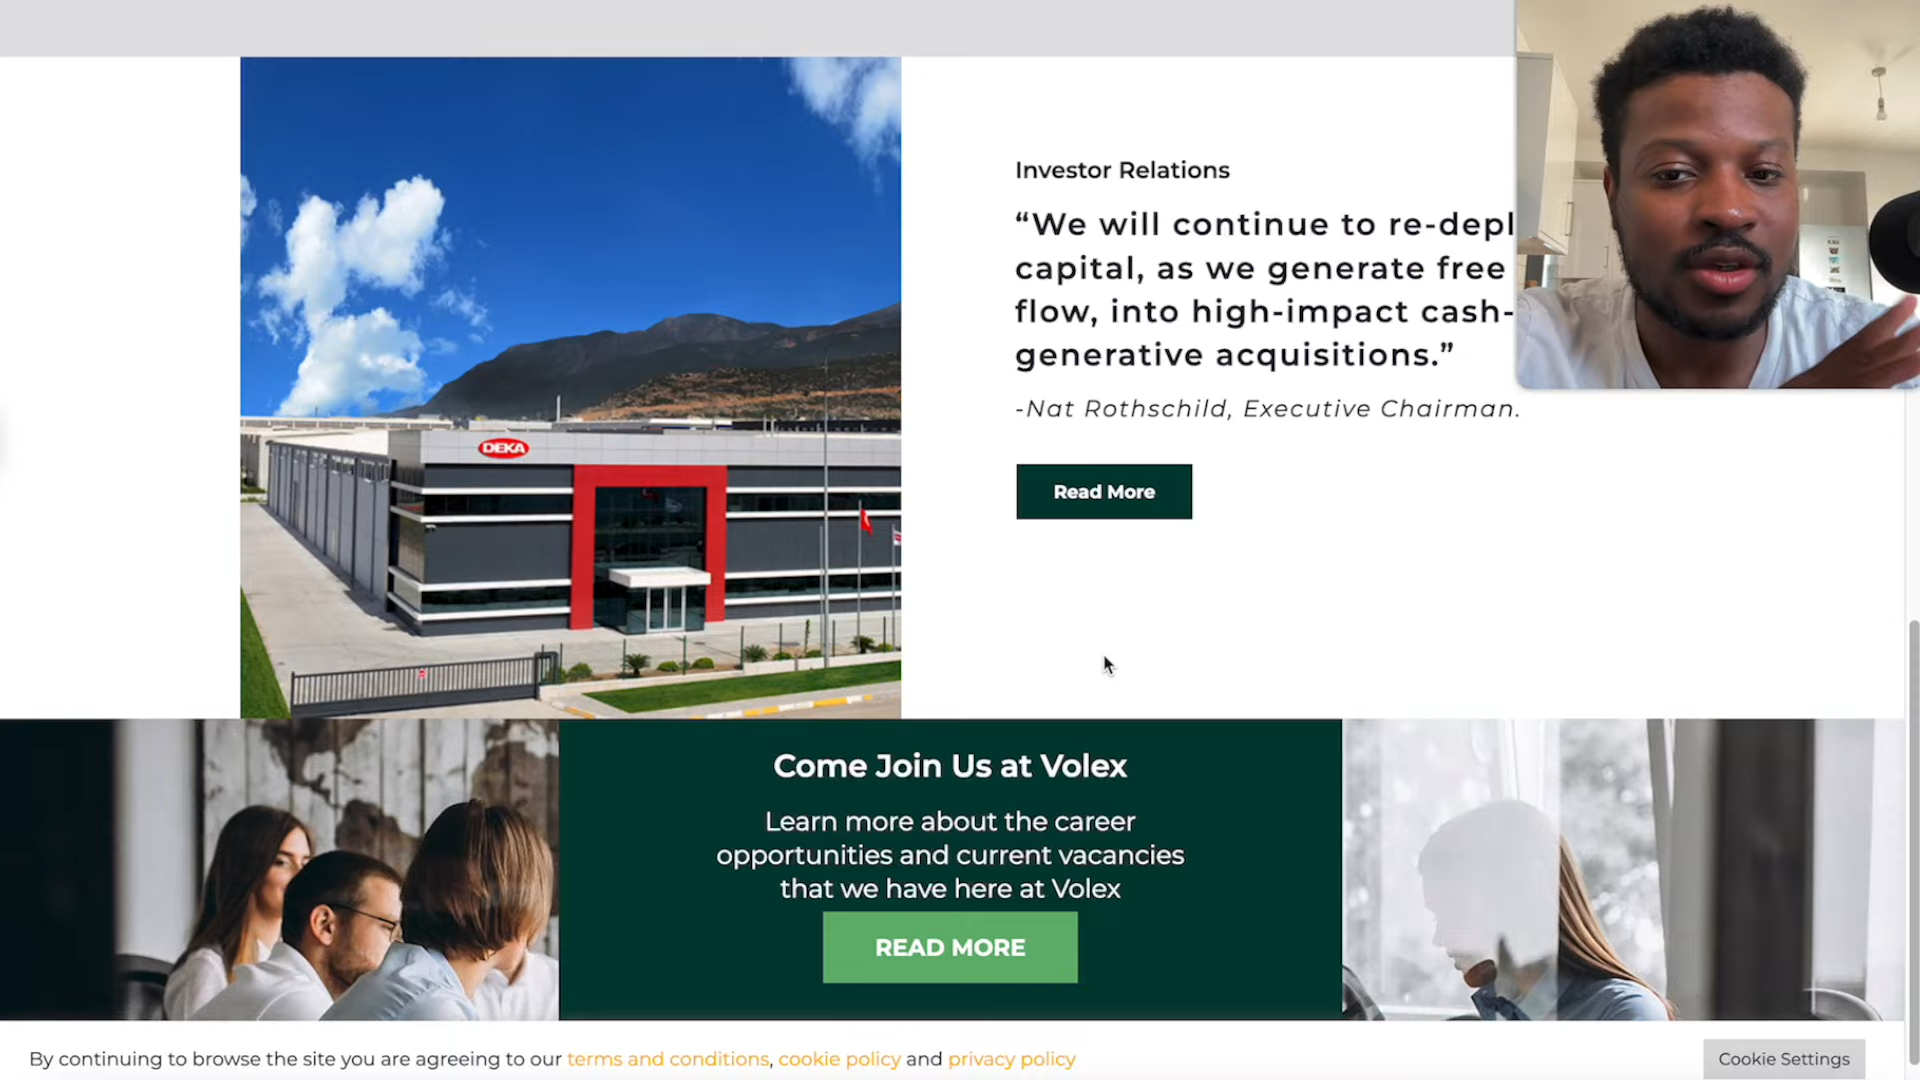 Investor Relations
“We will continue to re-depl
capital, as we generate free
flow, into high-impact cash-
generative acquisitions.”
-Nat Rothschild, Executive Chairman.
Read More
DEKA
Come Join Us at Volex
Learn more about the career
opportunities and current vacancies
that we have here at Volex
READ MORE
By continuing to browse the site you are agreeing to our terms and conditions, cookie policy and privacy policy
Cookie Settings